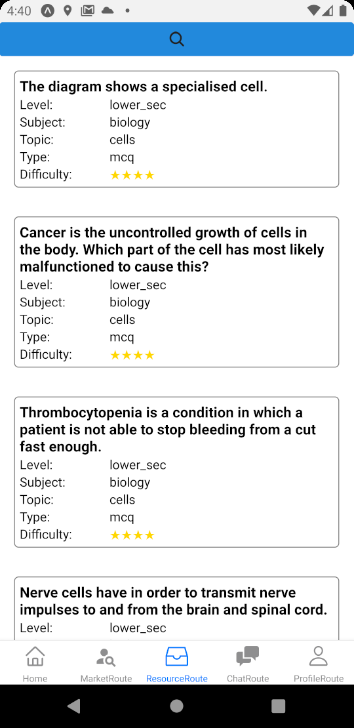 4:40
The diagram shows a specialised cell.
Level: lower_sec
Subject: biology
Topic: cells
Type: mcq
Difficulty: ★★★★
Cancer is the uncontrolled growth of cells in
the body. Which part of the cell has most likely
malfunctioned to cause this?
Level: lower_sec
Subject: biology
Topic: cells
Type: mcq
Difficulty: ★★★★
Thrombocytopenia is a condition in which a
patient is not able to stop bleeding from a cut
fast enough.
Level: lower_sec
Subject: biology
Topic: cells
Type: mcq
Difficulty: ★★★★
Nerve cells have in order to transmit nerve
impulses to and from the brain and spinal cord.
Level: lower_sec
Home MarketRoute ResourceRoute ChatRoute ProfileRoute